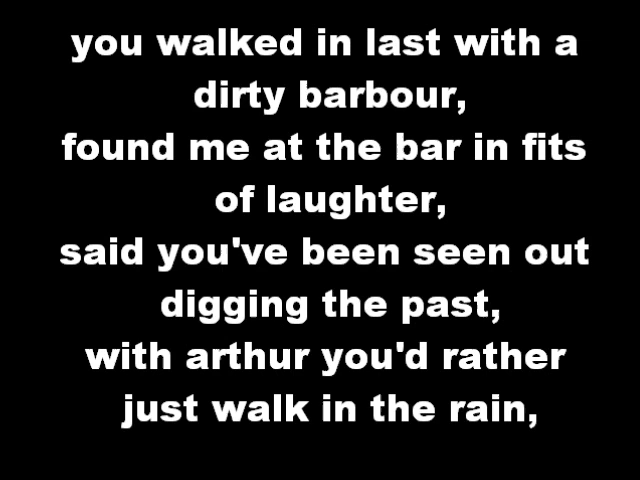 you walked in last with a
dirty barbour,
found me at the bar in fits
of laughter,
said you've been seen out
digging the past,
with arthur you'd rather
just walk in the rain,